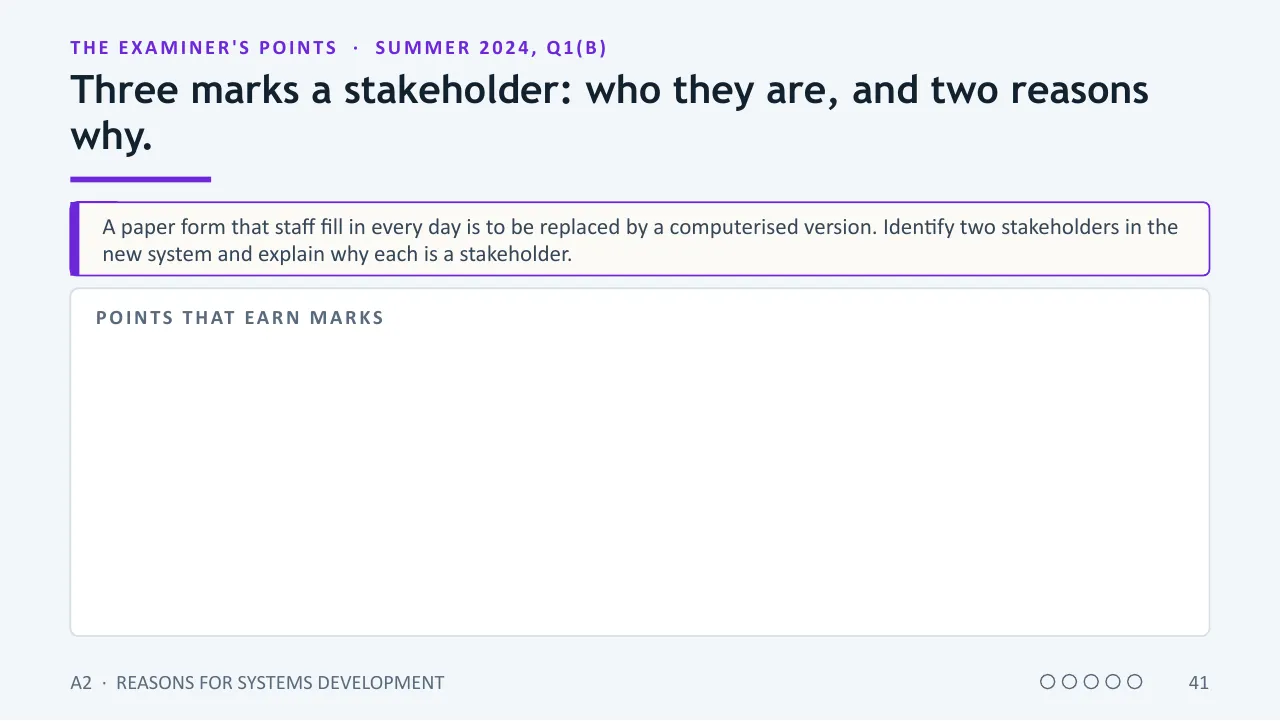 THE EXAMINER'S POINTS · SUMMER 2024, Q1(B)
Three marks a stakeholder: who they are, and two reasons
why.
A paper form that staff fill in every day is to be replaced by a computerised version. Identify two stakeholders in the
new system and explain why each is a stakeholder.
POINTS THAT EARN MARKS
A2 · REASONS FOR SYSTEMS DEVELOPMENT
41